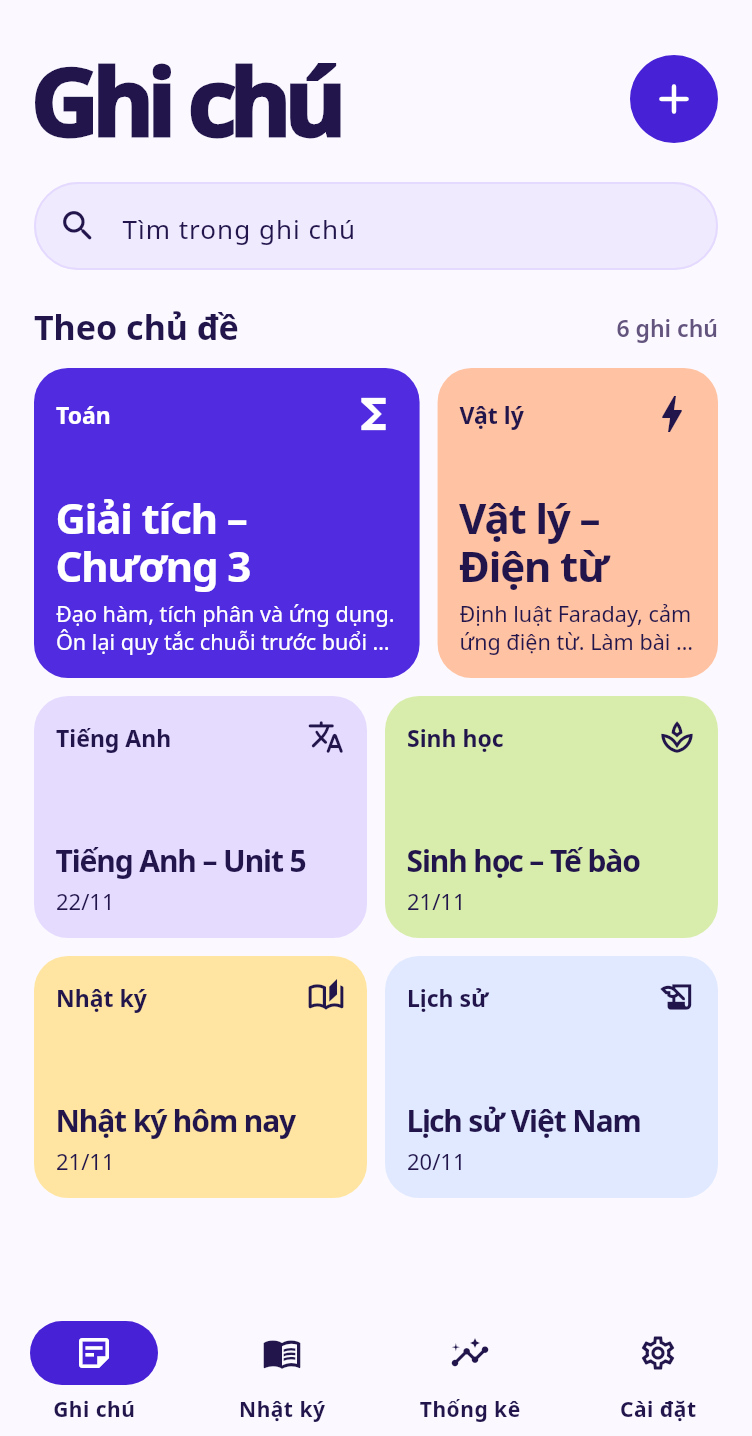 Ghi chú
Tìm trong ghi chú
Theo chủ đề
6 ghi chú
Toán
Giải tích –
Chương 3
Đạo hàm, tích phân và ứng dụng.
Ôn lại quy tắc chuỗi trước buổi ...
Vật lý
Vật lý –
Điện từ
Định luật Faraday, cảm
ứng điện từ. Làm bài ...
Tiếng Anh
Tiếng Anh – Unit 5
22/11
Sinh học
Sinh học – Tế bào
21/11
Nhật ký
Nhật ký hôm nay
21/11
Lịch sử
Lịch sử Việt Nam
20/11
Ghi chú
Nhật ký
Thống kê
Cài đặt